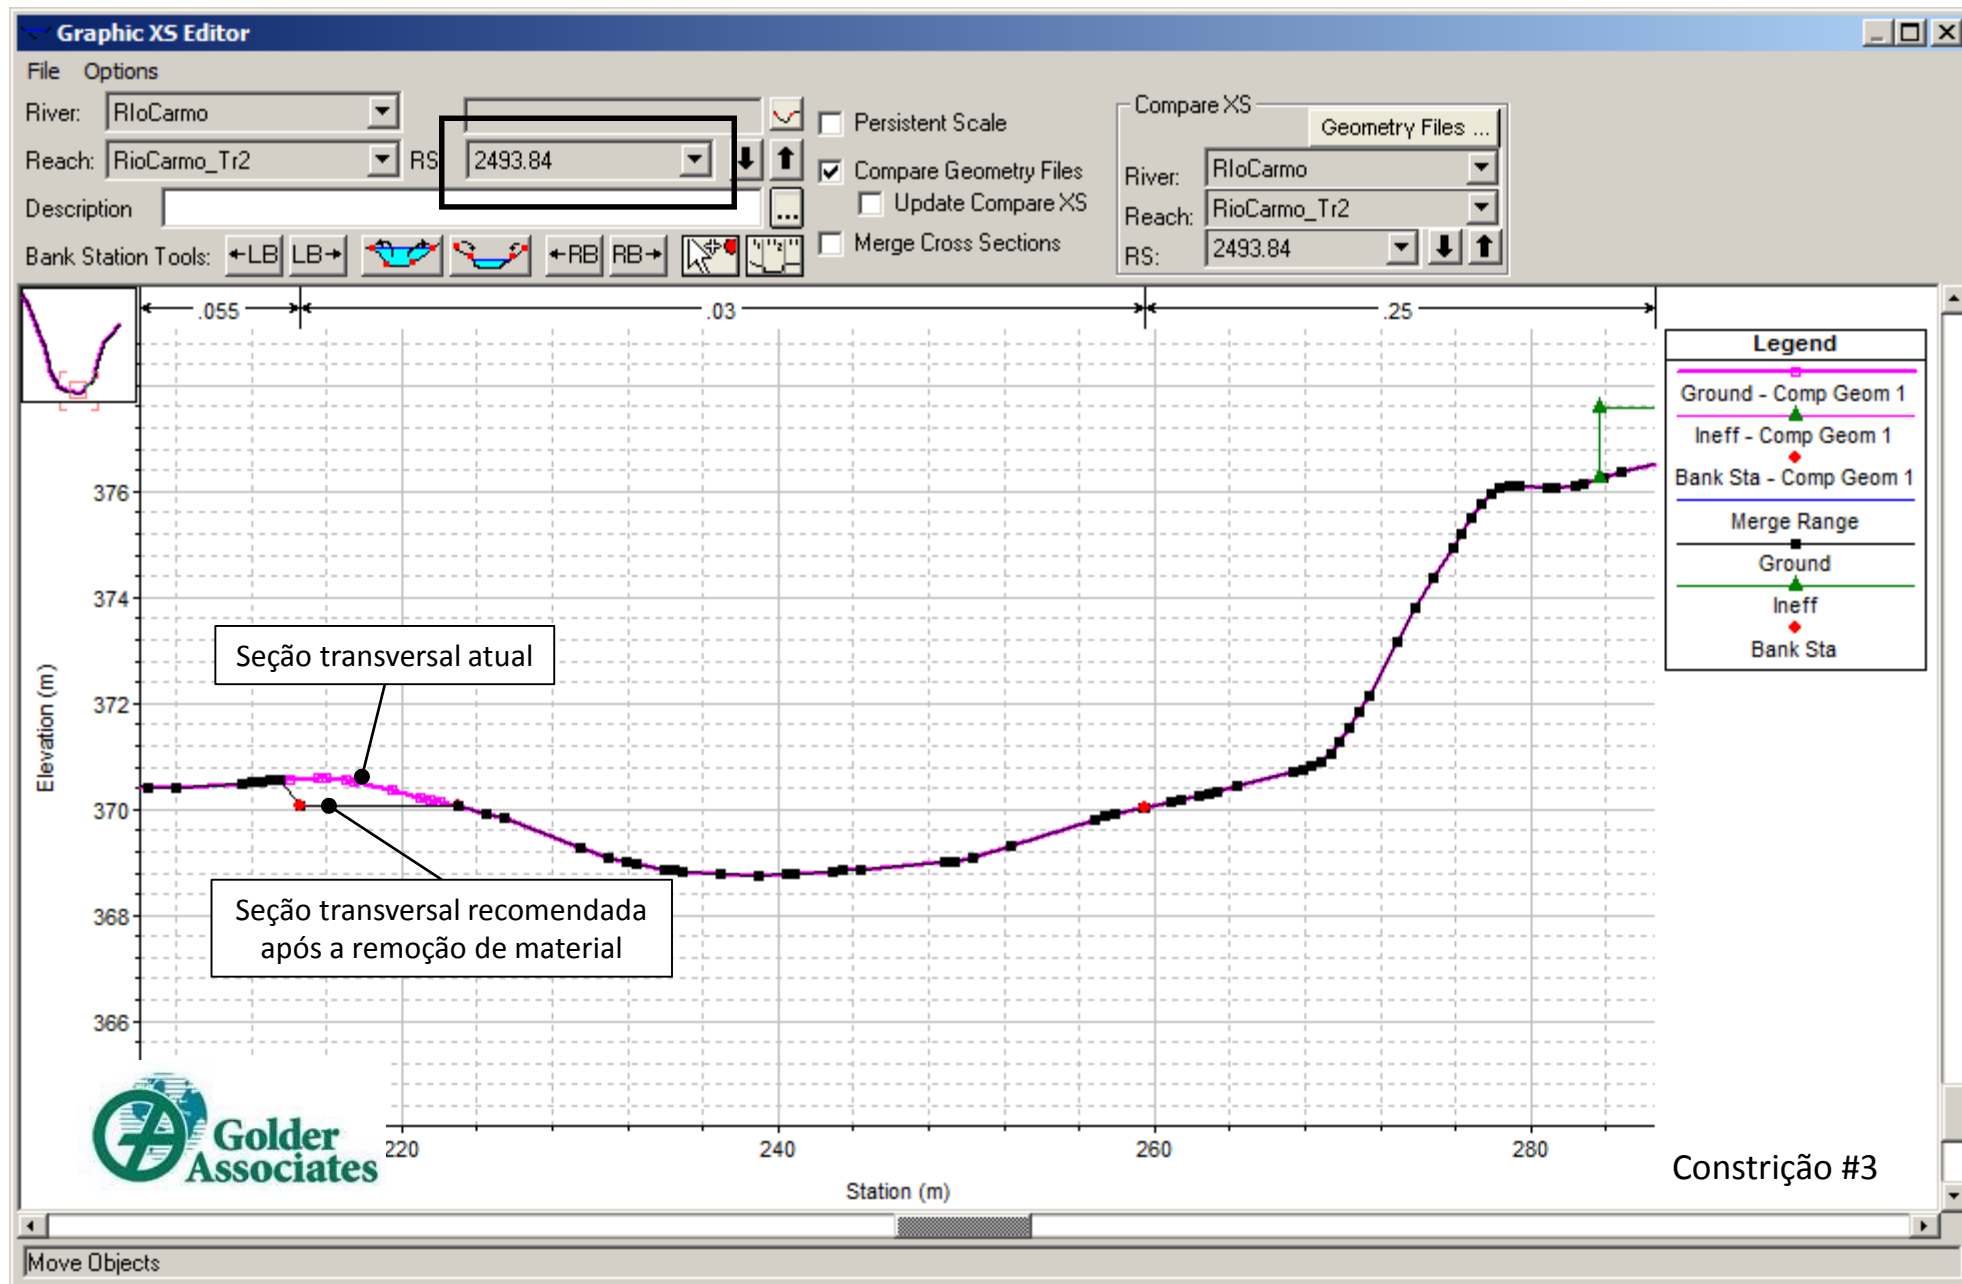 Graphic XS Editor
File Options
River: RIoCarmo
Reach: RioCarmo_Tr2 RS 2493.84
Description ...
Bank Station Tools: LB LB RB RB
Persistent Scale
Compare Geometry Files
Update Compare XS
Merge Cross Sections
Compare XS
Geometry Files ...
River: RIoCarmo
Reach: RioCarmo_Tr2
RS: 2493.84
.055 .03 .25
Legend
Ground - Comp Geom 1
Ineff - Comp Geom 1
Bank Sta - Comp Geom 1
Merge Range
Ground
Ineff
Bank Sta
376
374
372
370
368
366
Elevation (m)
Seção transversal atual
Seção transversal recomendada
após a remoção de material
Golder
Associates
220 240 260 280
Station (m)
Constrição #3
Move Objects